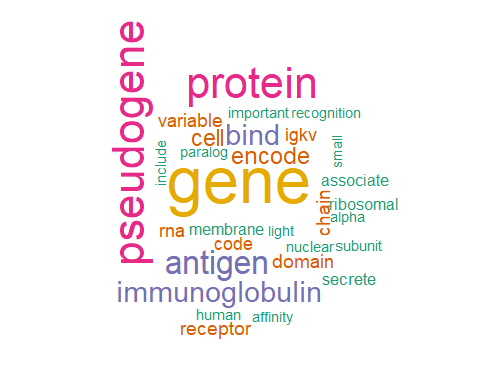 pseudogene
protein
important recognition
variable
cell bind igkv
small
include
paralog
encode
gene
associate
chain
ribosomal
alpha
rna membrane light
code
nuclear subunit
antigen domain
secrete
immunoglobulin
human affinity
receptor